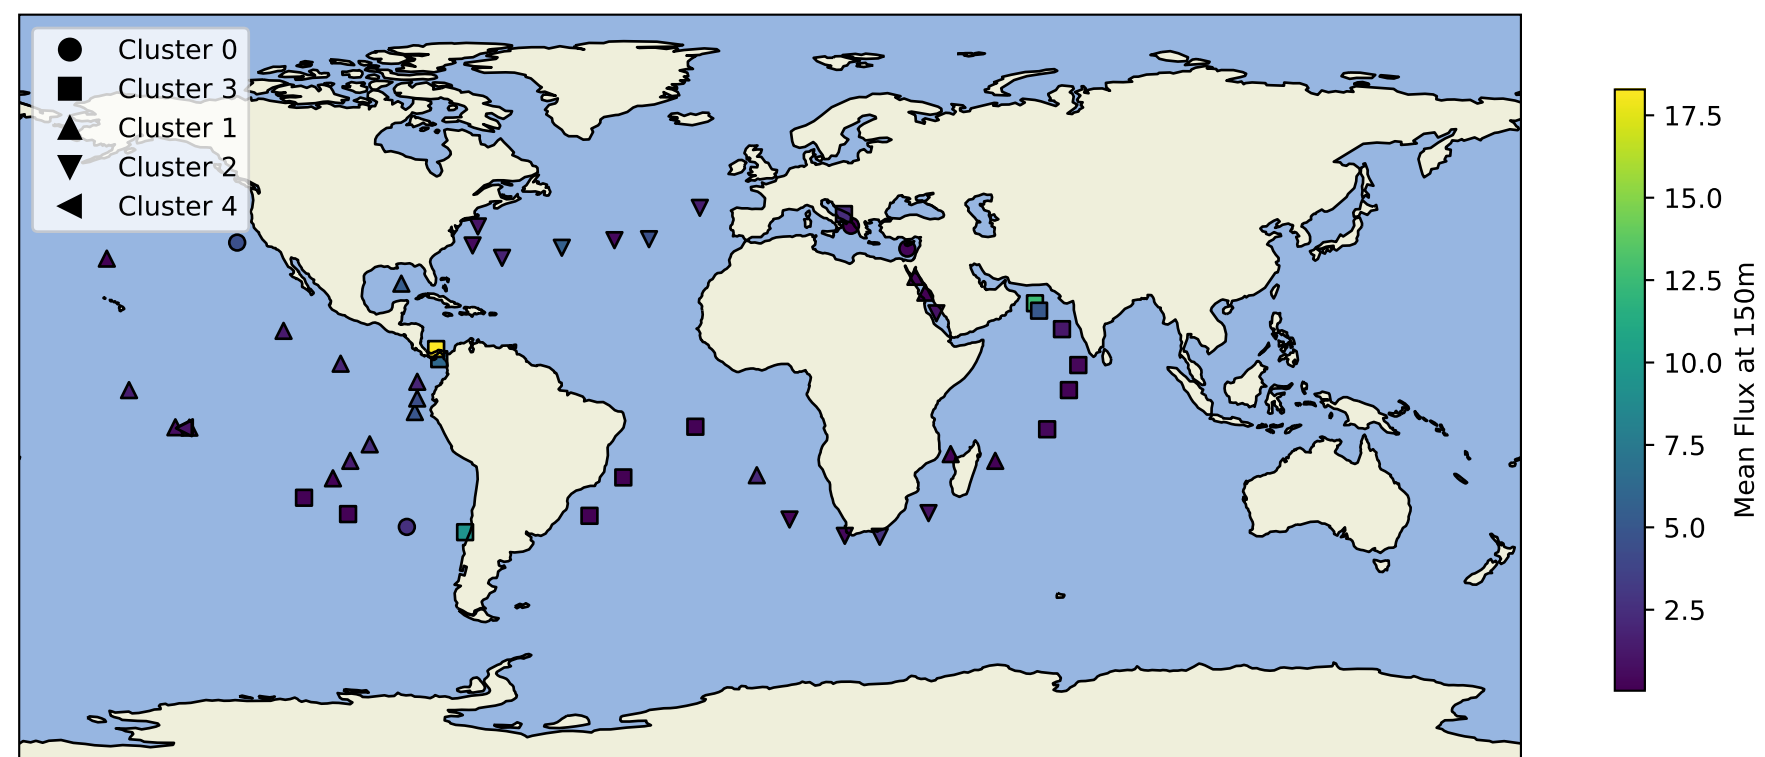 Cluster 0
Cluster 3
Cluster 1
Cluster 2
Cluster 4
17.5
15.0
12.5
10.0
7.5
5.0
2.5
Mean Flux at 150m